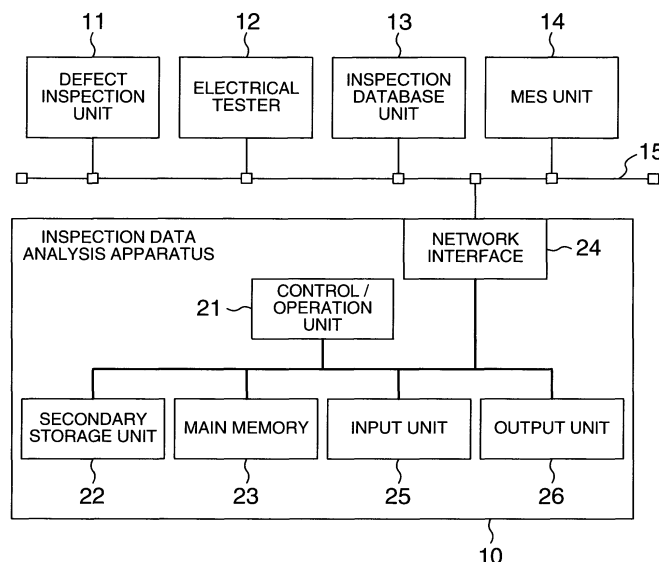 11
12
13
14
DEFECT
INSPECTION
UNIT
ELECTRICAL
TESTER
INSPECTION
DATABASE
UNIT
MES UNIT
15
INSPECTION DATA
ANALYSIS APPARATUS
NETWORK
INTERFACE
24
21
CONTROL /
OPERATION
UNIT
SECONDARY
STORAGE UNIT
MAIN MEMORY
INPUT UNIT
OUTPUT UNIT
22
23
25
26
10